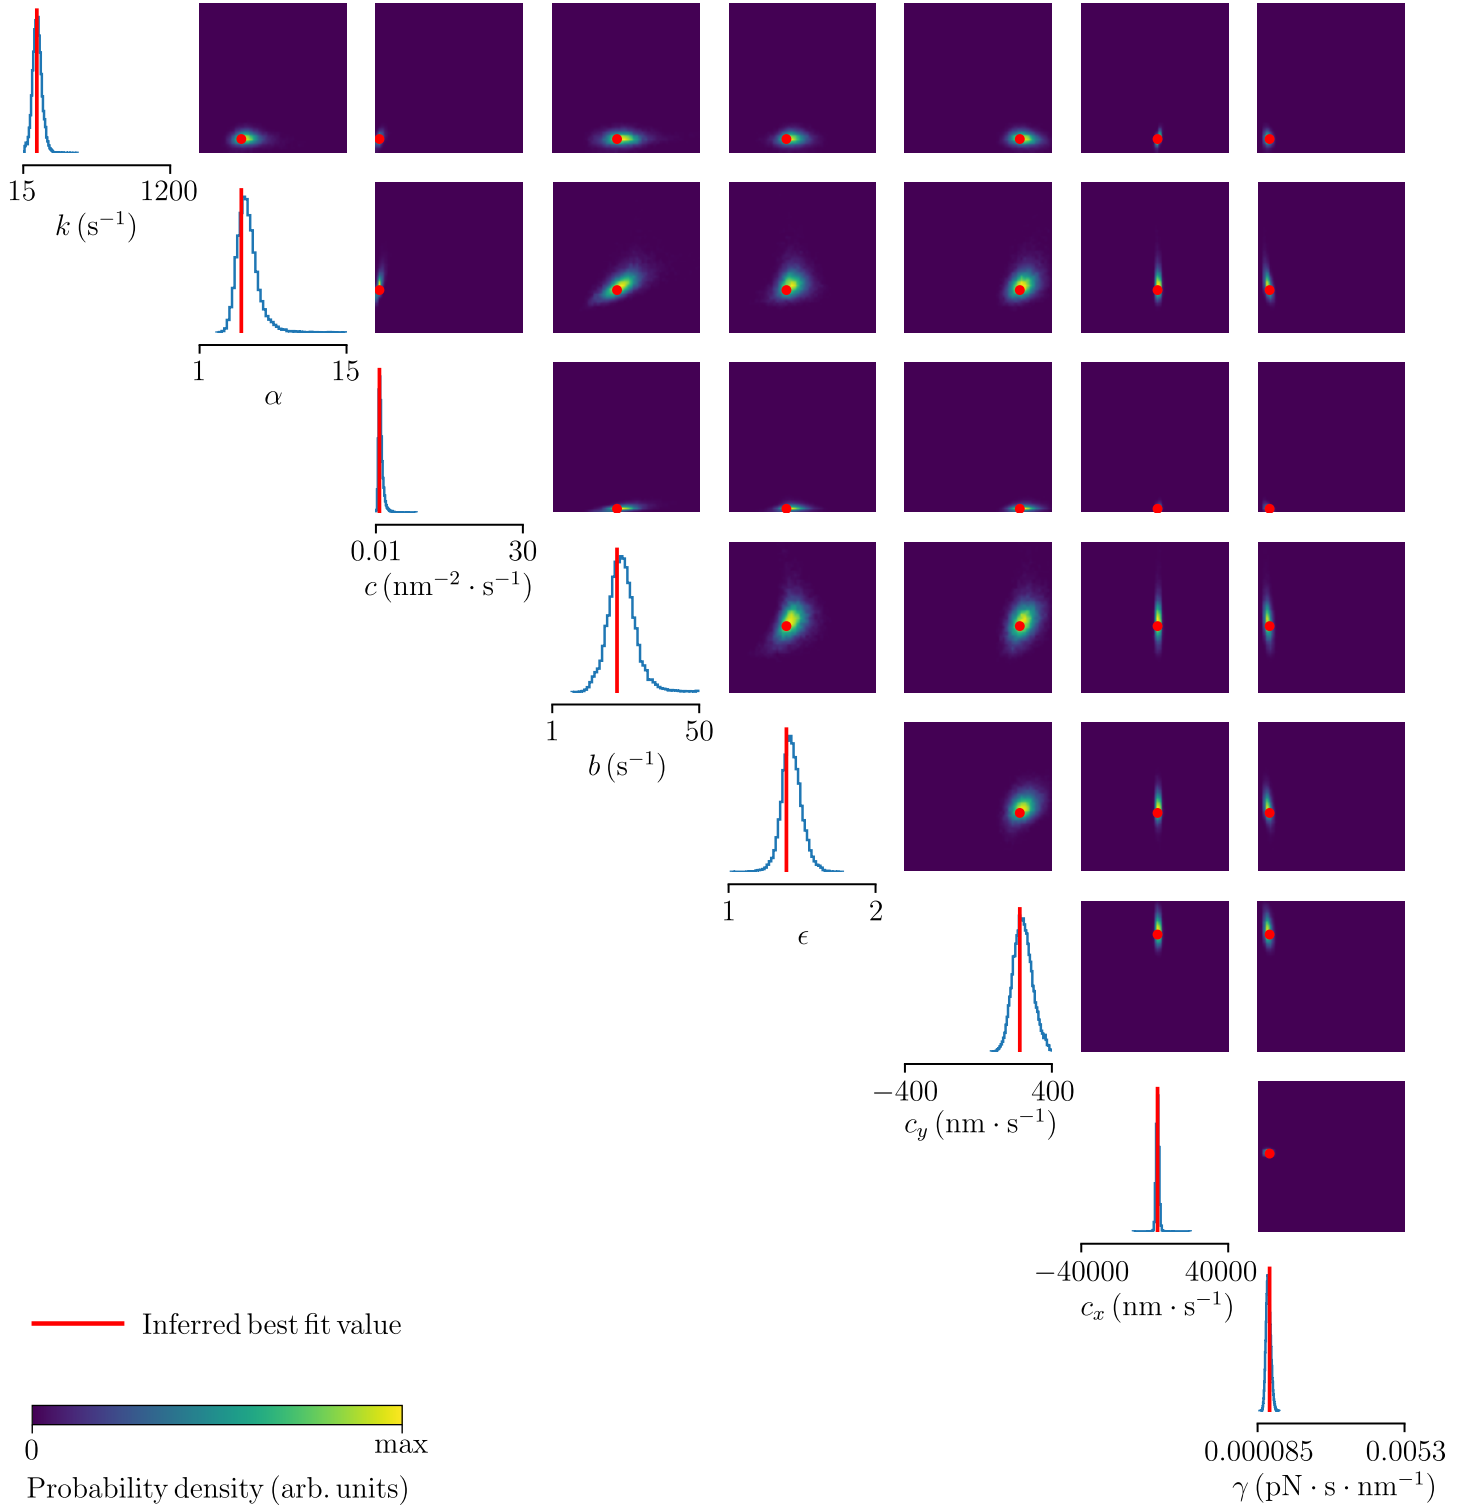 15 1200
k (s⁻¹)
1 15
α
0.01 30
c (nm⁻² · s⁻¹)
1 50
b (s⁻¹)
1 2
ϵ
−400 400
c_y (nm · s⁻¹)
−40000 40000
c_x (nm · s⁻¹)
Inferred best fit value
0 max
Probability density (arb. units)
0.000085 0.0053
γ (pN · s · nm⁻¹)